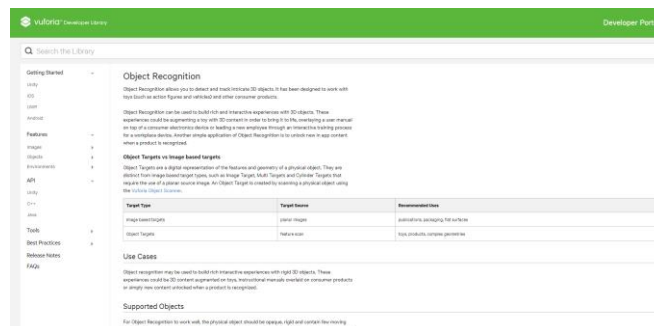 vuforia™ Developer Library
Developer Port
Search the Library
Getting Started
Unity
iOS
UWP
Android
Features
Images
Objects
Environments
API
Unity
C++
Java
Tools
Best Practices
Release Notes
FAQs
Object Recognition
Object Recognition allows you to detect and track intricate 3D objects. It has been designed to work with
toys (such as action figures and vehicles) and other consumer products.
Object Recognition can be used to build rich and interactive experiences with 3D objects. These
experiences could be augmenting a toy with 3D content in order to bring it to life, overlaying a user manual
on top of a consumer electronics device or leading a new employee through an interactive training process
for a workplace device. Another simple application of Object Recognition is to unlock new in app content
when a product is recognized.
Object Targets vs Image based targets
Object Targets are a digital representation of the features and geometry of a physical object. They are
distinct from image based target types, such as Image Target, Multi Targets and Cylinder Targets that
require the use of a planar source image. An Object Target is created by scanning a physical object using
the Vuforia Object Scanner.
Target Type Target Source Recommended Uses
Image based targets planar images publications, packaging, flat surfaces
Object Targets feature scan toys, products, complex geometries
Use Cases
Object recognition may be used to build rich interactive experiences with rigid 3D objects. These
experiences could be 3D content augmented on toys, instructional manuals overlaid on consumer products
or simply new content unlocked when a product is recognized.
Supported Objects
For Object Recognition to work well, the physical object should be opaque, rigid and contain few moving